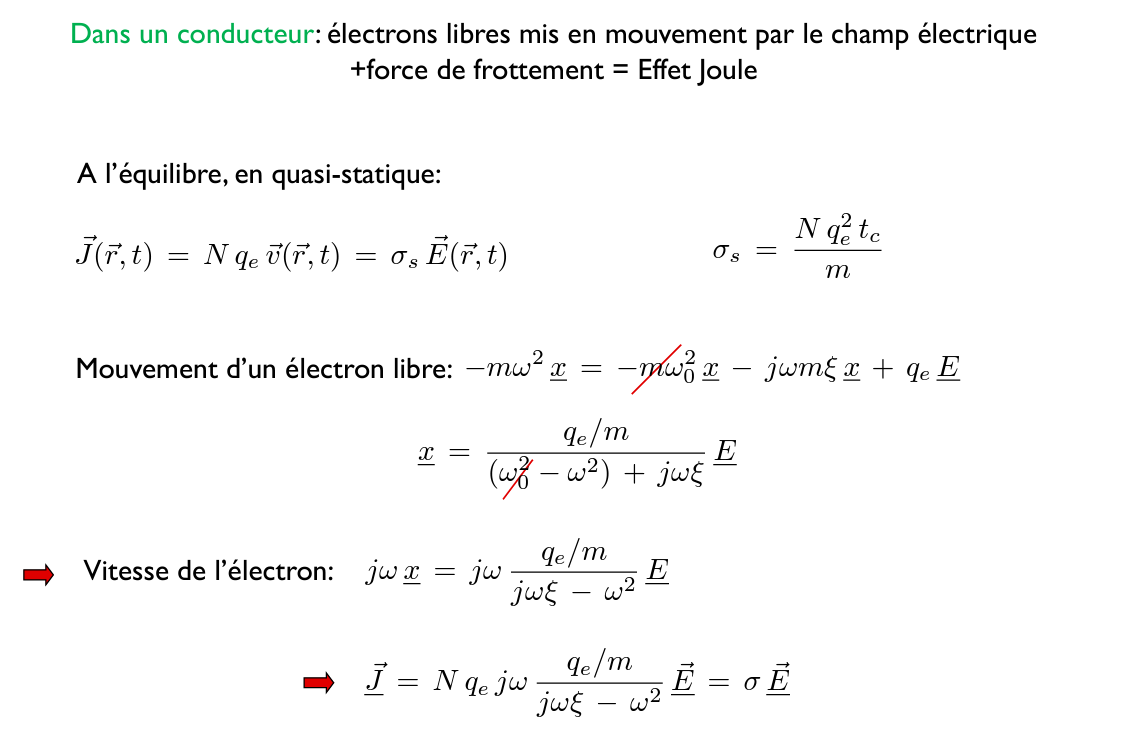 Dans un conducteur: électrons libres mis en mouvement par le champ électrique
+force de frottement = Effet Joule
A l'équilibre, en quasi-statique:
$\vec{J}(\vec{r},t) = N q_e \vec{v}(\vec{r},t) = \sigma_s \vec{E}(\vec{r},t)$ $\sigma_s = \frac{N q_e^2 t_c}{m}$
Mouvement d'un électron libre: $-m\omega^2 \underline{x} = \cancel{-m\omega_0^2} \underline{x} - j\omega m\xi \underline{x} + q_e \underline{E}$
$\underline{x} = \frac{q_e/m}{(\cancel{\omega_0^2} - \omega^2) + j\omega\xi} \underline{E}$
Vitesse de l'électron: $j\omega \underline{x} = j\omega \frac{q_e/m}{j\omega\xi - \omega^2} \underline{E}$
$\underline{\vec{J}} = N q_e j\omega \frac{q_e/m}{j\omega\xi - \omega^2} \underline{\vec{E}} = \sigma \underline{\vec{E}}$